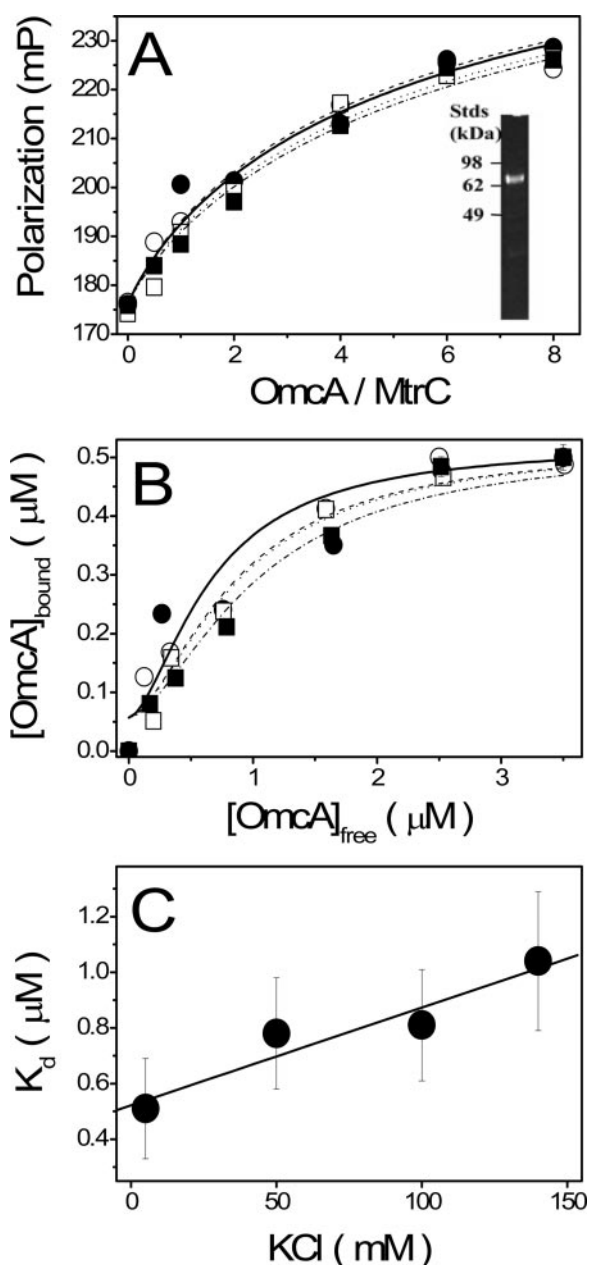 A
Polarization (mP)
230
220
210
200
190
180
170
Stds
(kDa)
98
62
49
0 2 4 6 8
OmcA / MtrC
B
[OmcA]bound ( μM )
0.5
0.4
0.3
0.1
0.0
0 1 2 3
[OmcA]free ( μM )
C
Kd ( μM )
1.2
1.0
0.8
0.6
0.4
0 50 100 150
KCl ( mM )